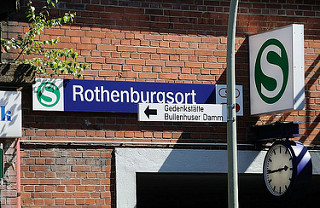 S Rothenburgsort
Gedenkstätte
Bullenhuser Damm
S